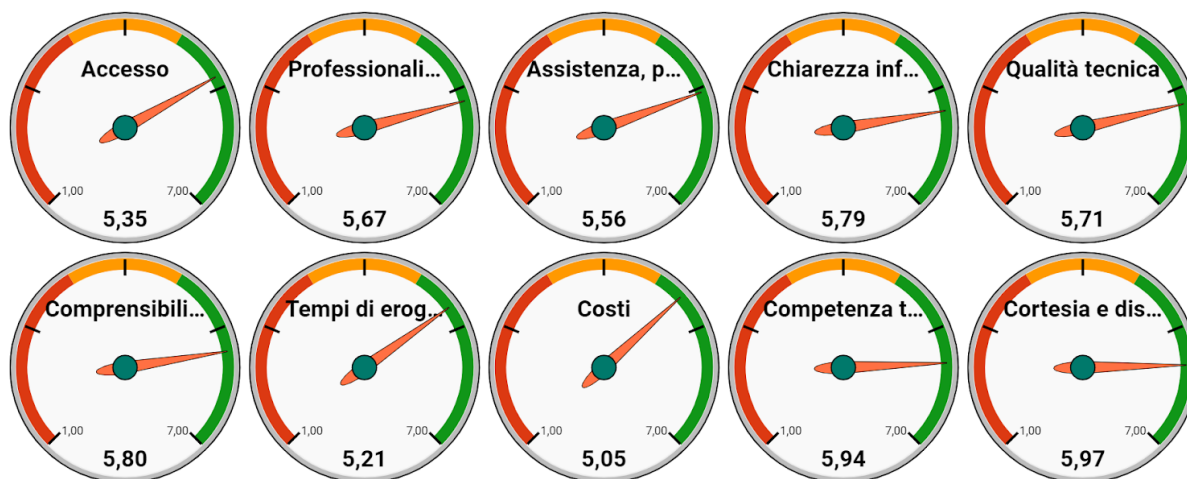 Accesso
1,00 7,00
5,35
Professionali...
1,00 7,00
5,67
Assistenza, p...
1,00 7,00
5,56
Chiarezza inf...
1,00 7,00
5,79
Qualità tecnica
1,00 7,00
5,71
Comprensibili...
1,00 7,00
5,80
Tempi di erog...
1,00 7,00
5,21
Costi
1,00 7,00
5,05
Competenza t...
1,00 7,00
5,94
Cortesia e dis...
1,00 7,00
5,97